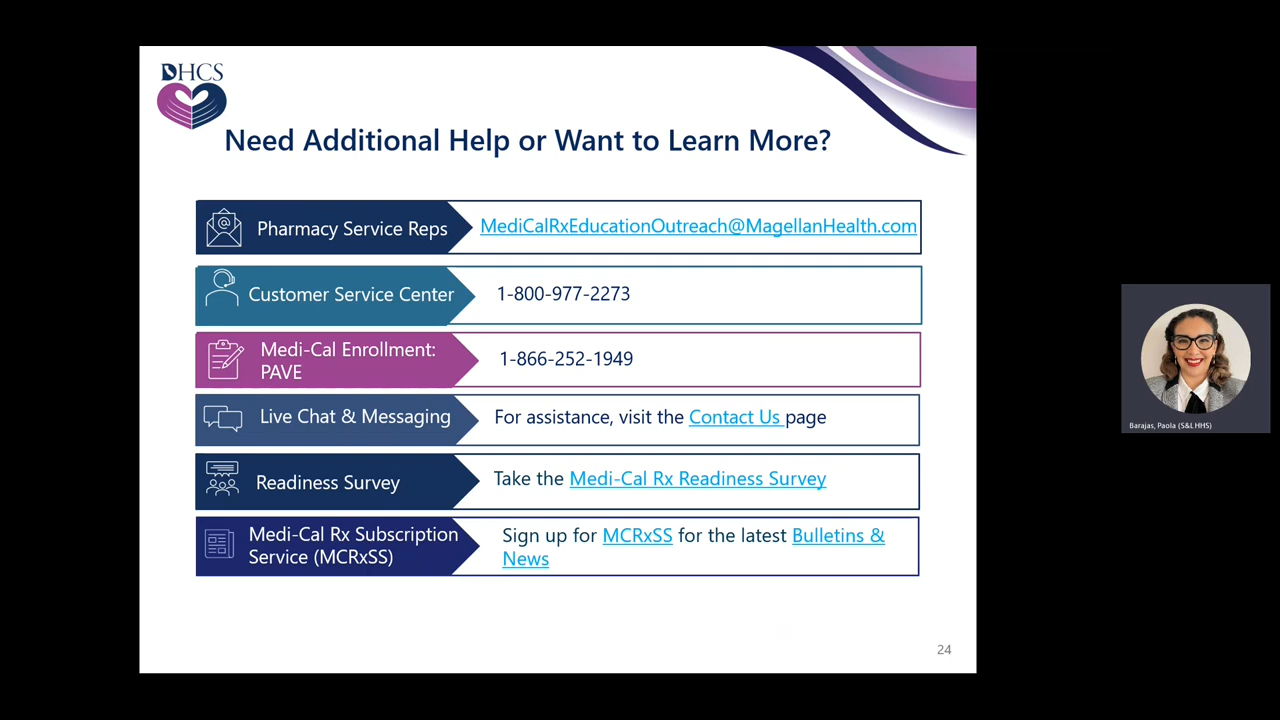 DHCS
Need Additional Help or Want to Learn More?
Pharmacy Service Reps
MediCalRxEducationOutreach@MagellanHealth.com
Customer Service Center
1-800-977-2273
Medi-Cal Enrollment:
PAVE
1-866-252-1949
Live Chat & Messaging
For assistance, visit the Contact Us page
Readiness Survey
Take the Medi-Cal Rx Readiness Survey
Medi-Cal Rx Subscription
Service (MCRxSS)
Sign up for MCRxSS for the latest Bulletins &
News
24
Barajas, Paola (S&L HHS)